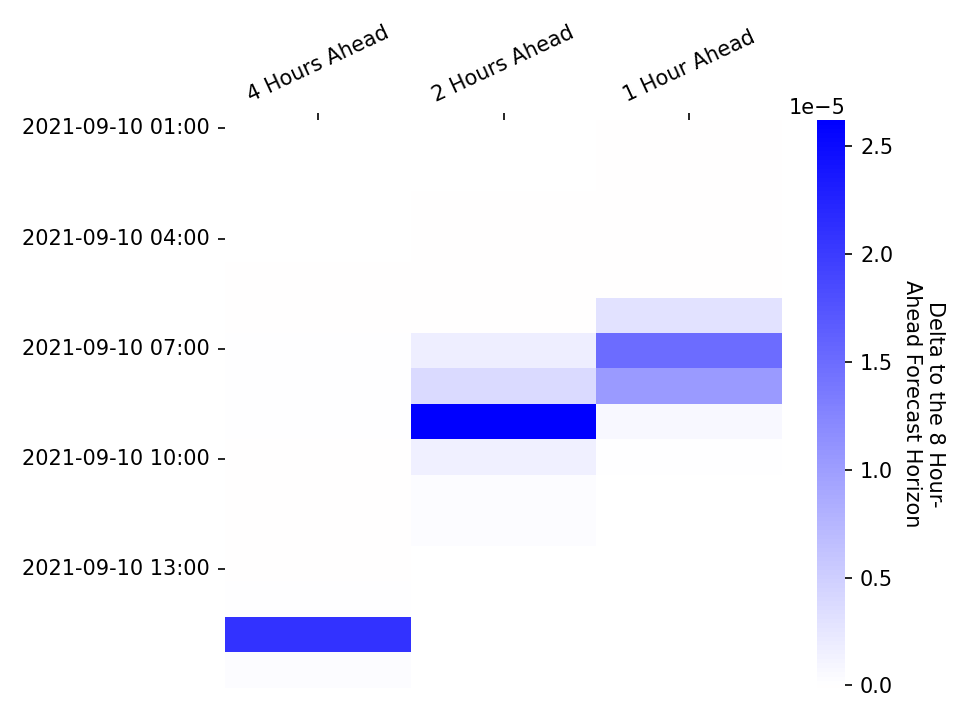 4 Hours Ahead
2 Hours Ahead
1 Hour Ahead
1e−5
2021-09-10 01:00
2021-09-10 04:00
2021-09-10 07:00
2021-09-10 10:00
2021-09-10 13:00
2.5
2.0
1.5
1.0
0.5
0.0
Delta to the 8 Hour-
Ahead Forecast Horizon